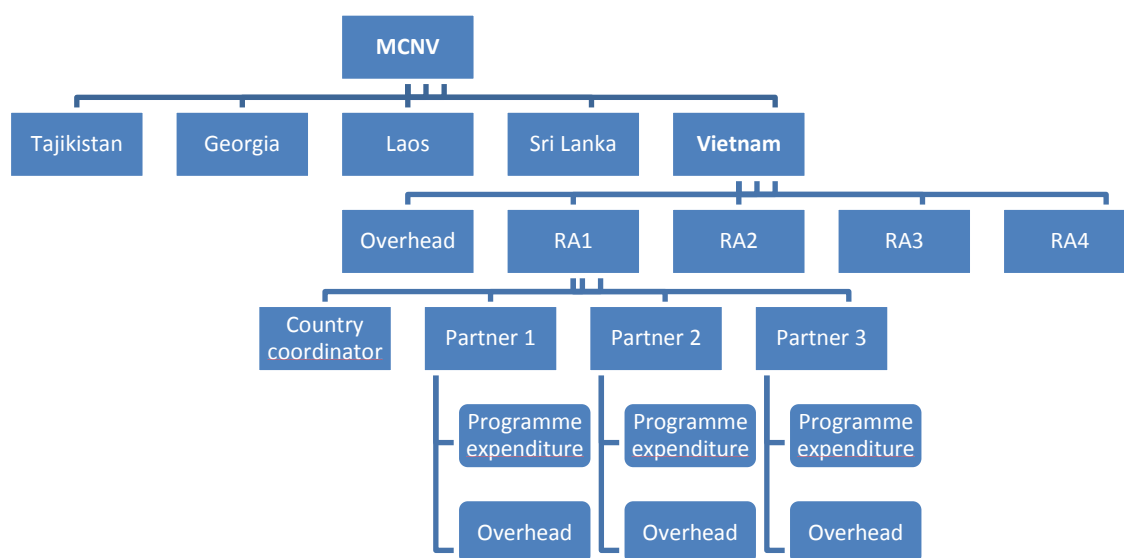 MCNV
Tajikistan
Georgia
Laos
Sri Lanka
Vietnam
Overhead
RA1
RA2
RA3
RA4
Country
coordinator
Partner 1
Partner 2
Partner 3
Programme
expenditure
Programme
expenditure
Programme
expenditure
Overhead
Overhead
Overhead